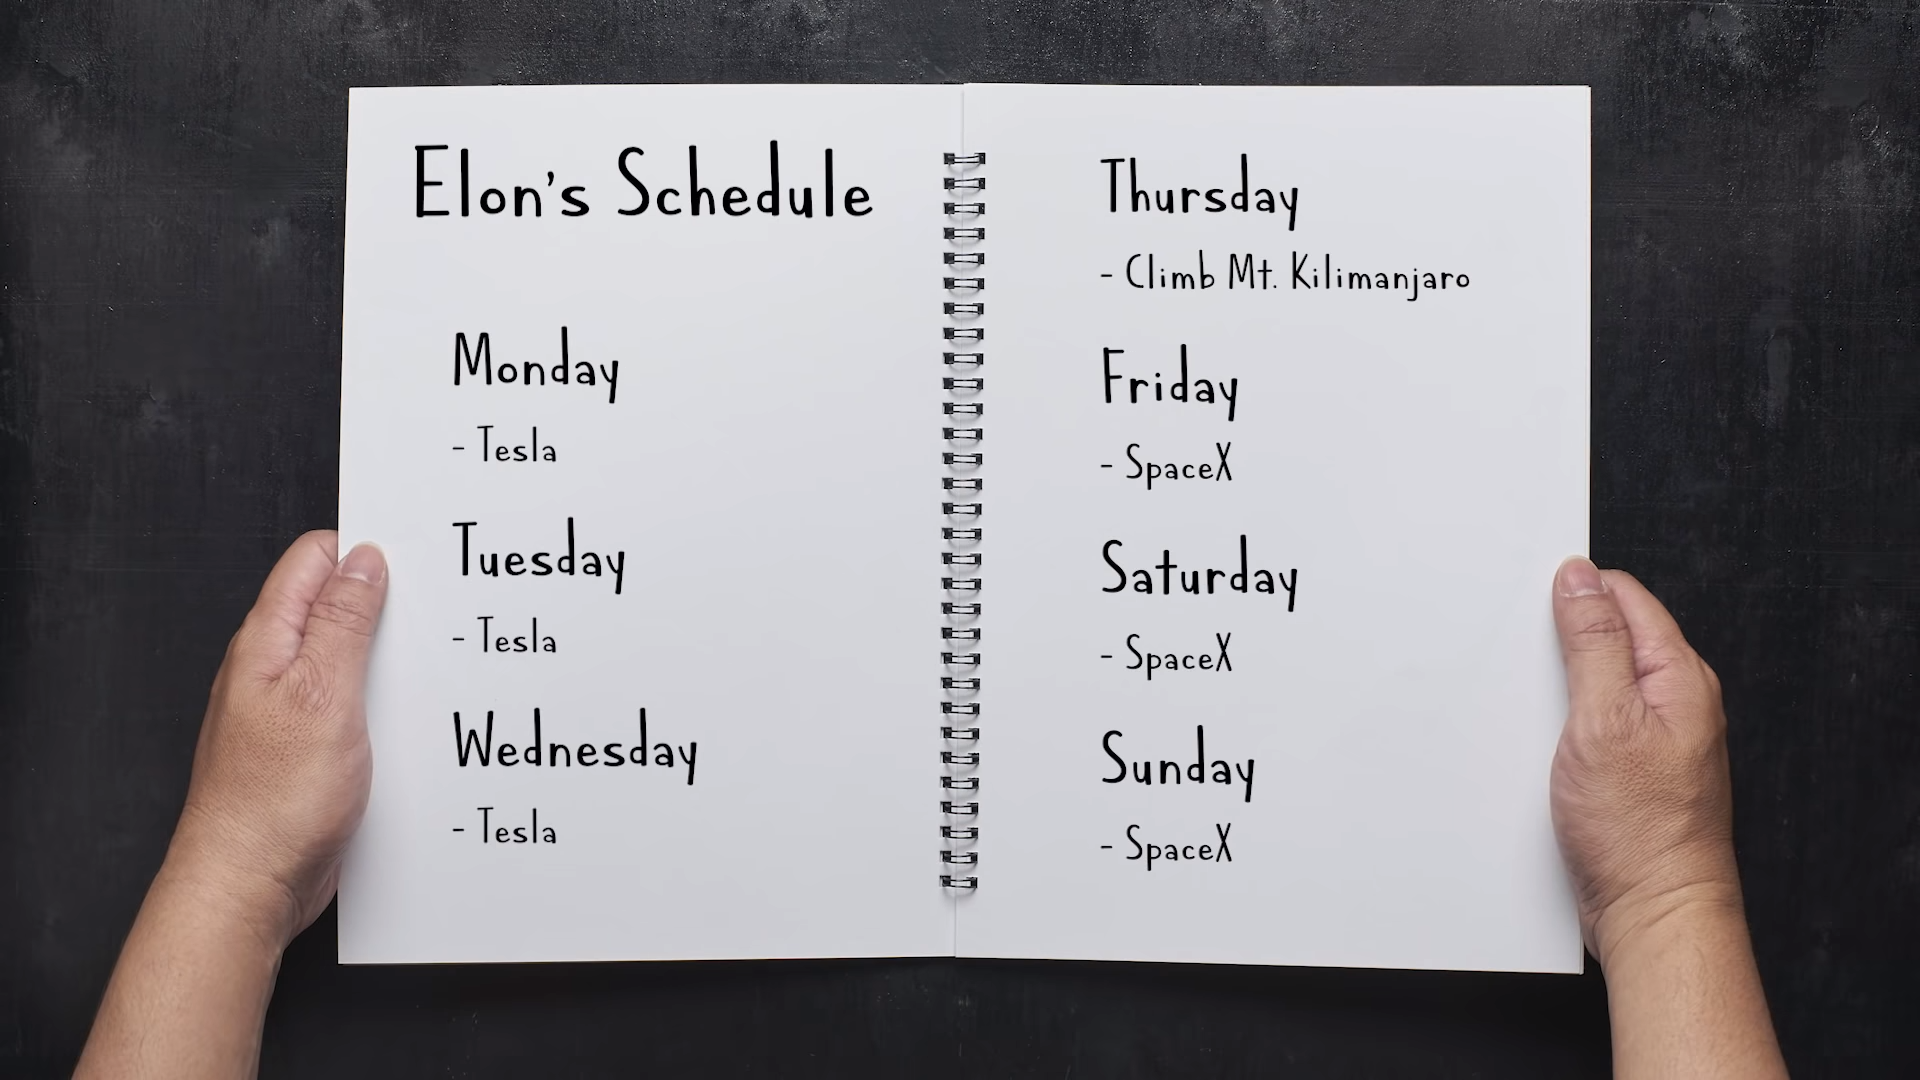 Elon's Schedule
Monday
- Tesla
Tuesday
- Tesla
Wednesday
- Tesla
Thursday
- Climb Mt. Kilimanjaro
Friday
- SpaceX
Saturday
- SpaceX
Sunday
- SpaceX